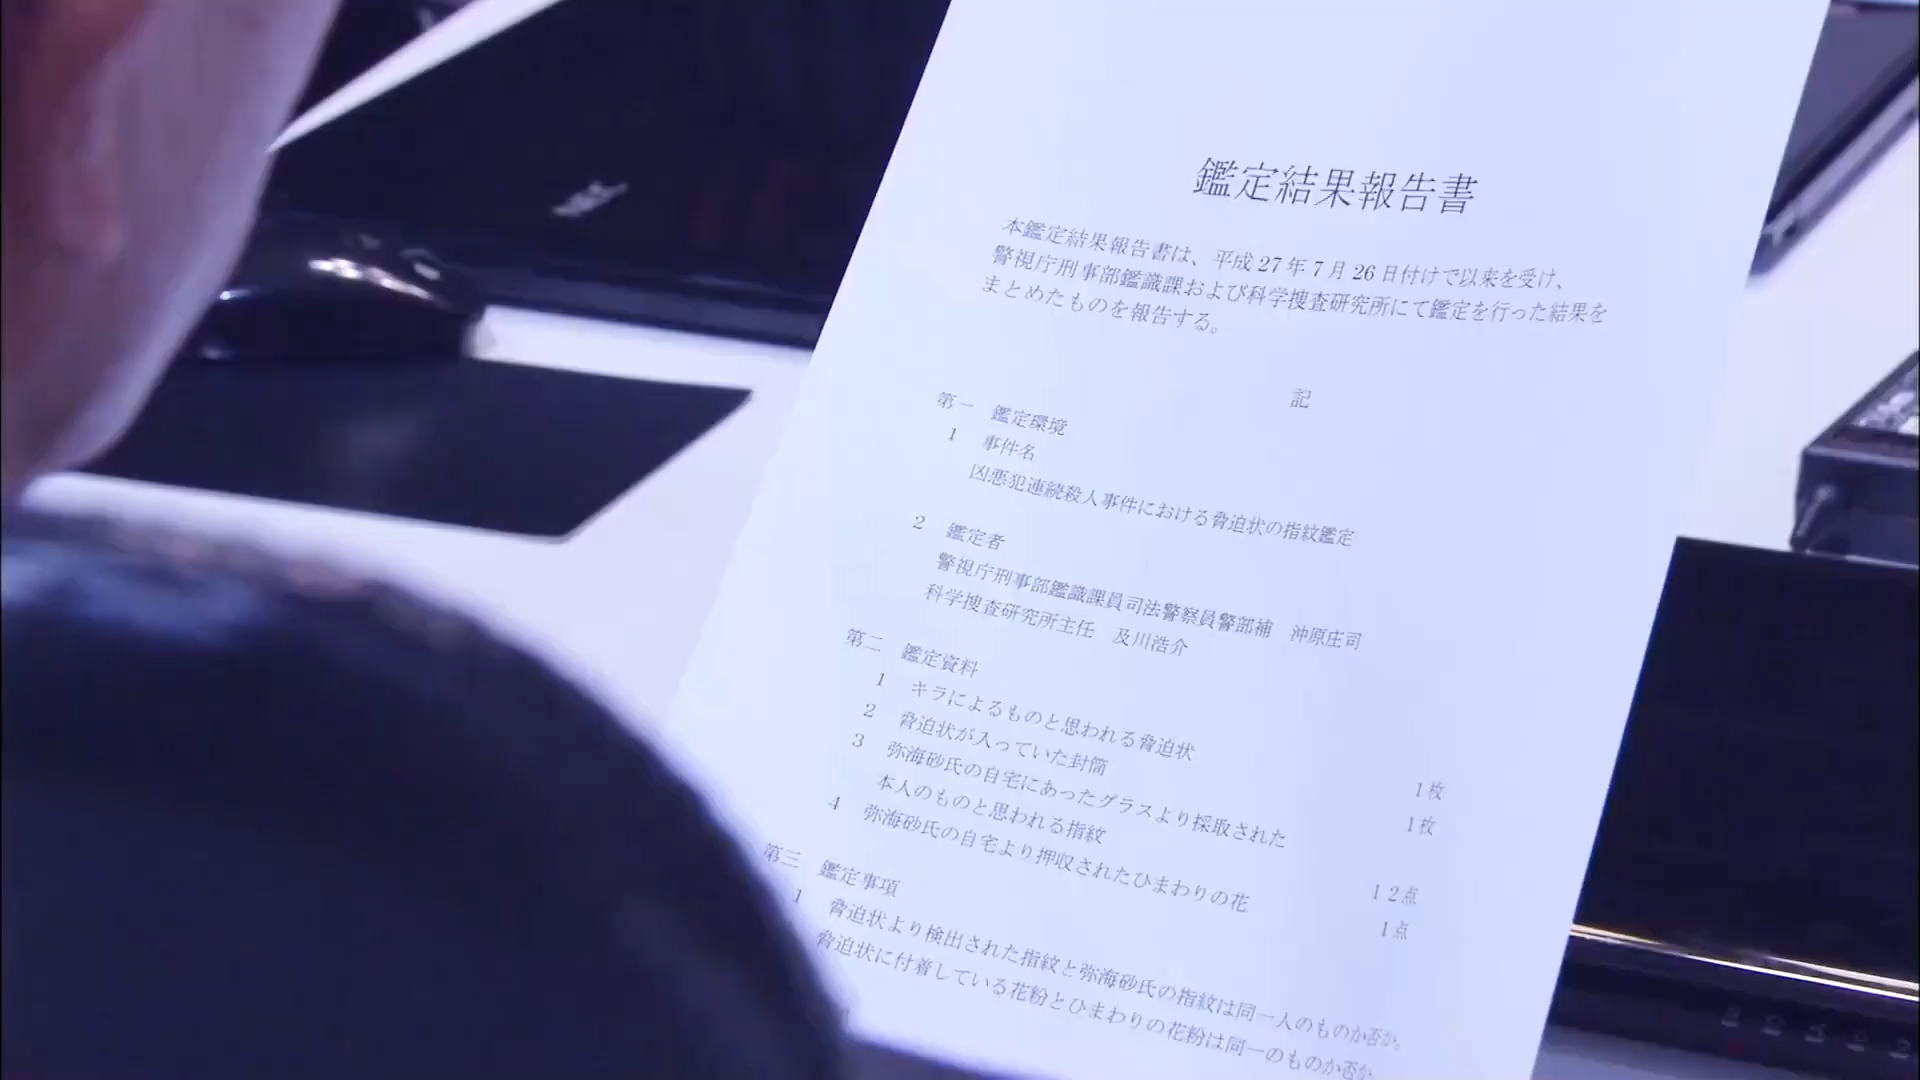 鑑定結果報告書
本鑑定結果報告書は、平成27年7月26日付けで以来を受け、
警視庁刑事部鑑識課および科学捜査研究所にて鑑定を行った結果を
まとめたものを報告する。
記
第一 鑑定環境
1 事件名
凶悪犯連続殺人事件における脅迫状の指紋鑑定
2 鑑定者
警視庁刑事部鑑識課員司法警察員警部補 沖原庄司
科学捜査研究所主任 及川浩介
第二 鑑定資料
1 キラによるものと思われる脅迫状 1枚
2 脅迫状が入っていた封筒 1枚
3 弥海砂氏の自宅にあったグラスより採取された
本人のものと思われる指紋 12点
4 弥海砂氏の自宅より押収されたひまわりの花 1点
第三 鑑定事項
1 脅迫状より検出された指紋と弥海砂氏の指紋は同一人のものか否か。
脅迫状に付着している花粉とひまわりの花粉は同一のものか否か